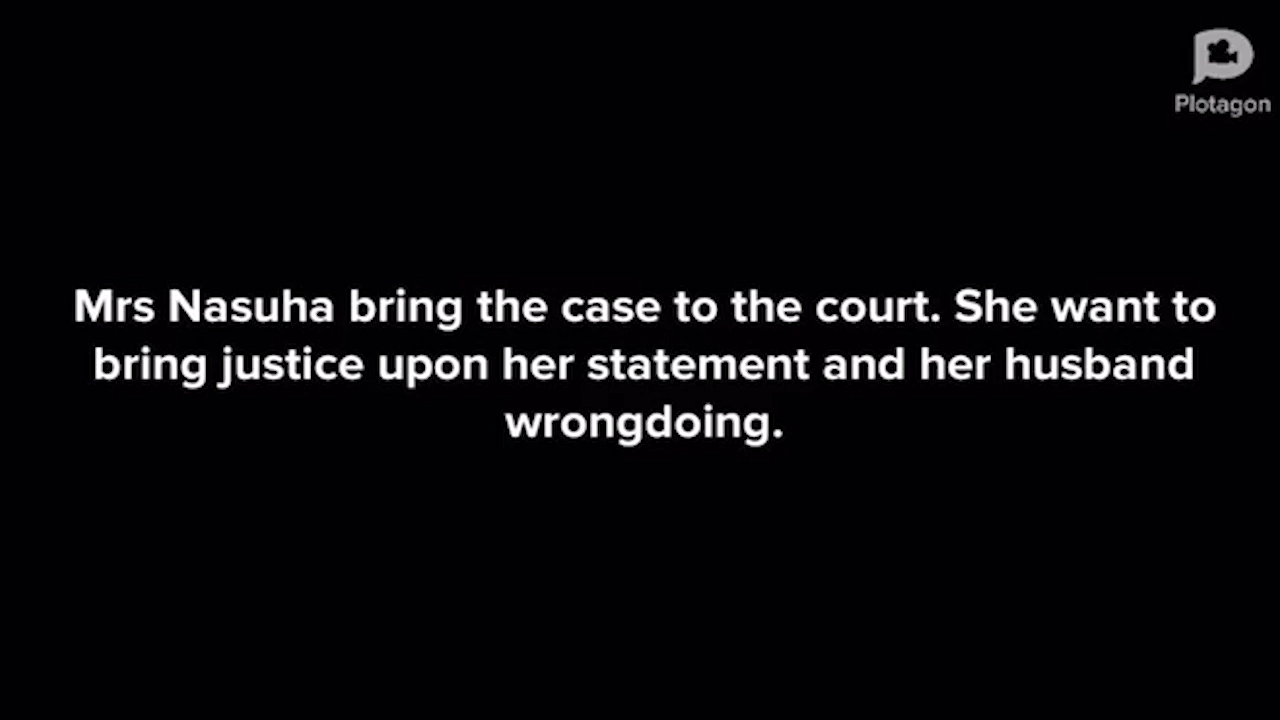 Plotagon
Mrs Nasuha bring the case to the court. She want to
bring justice upon her statement and her husband
wrongdoing.